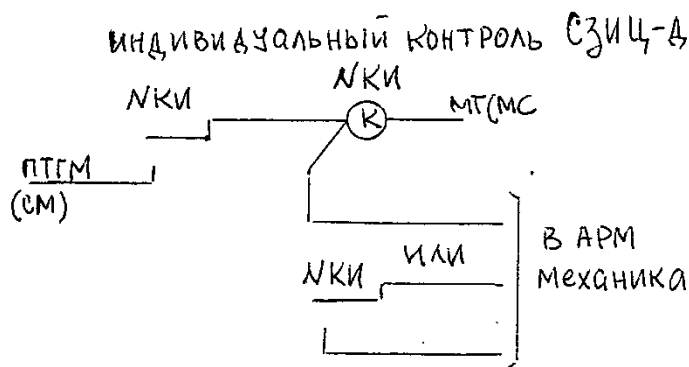 ИНДИВИДУАЛЬНЫЙ КОНТРОЛЬ СЗИЦ-Д
NКИ
NКИ
К
МТ(МС
ПТГМ
(СМ)
В АРМ
механика
NКИ
ИЛИ